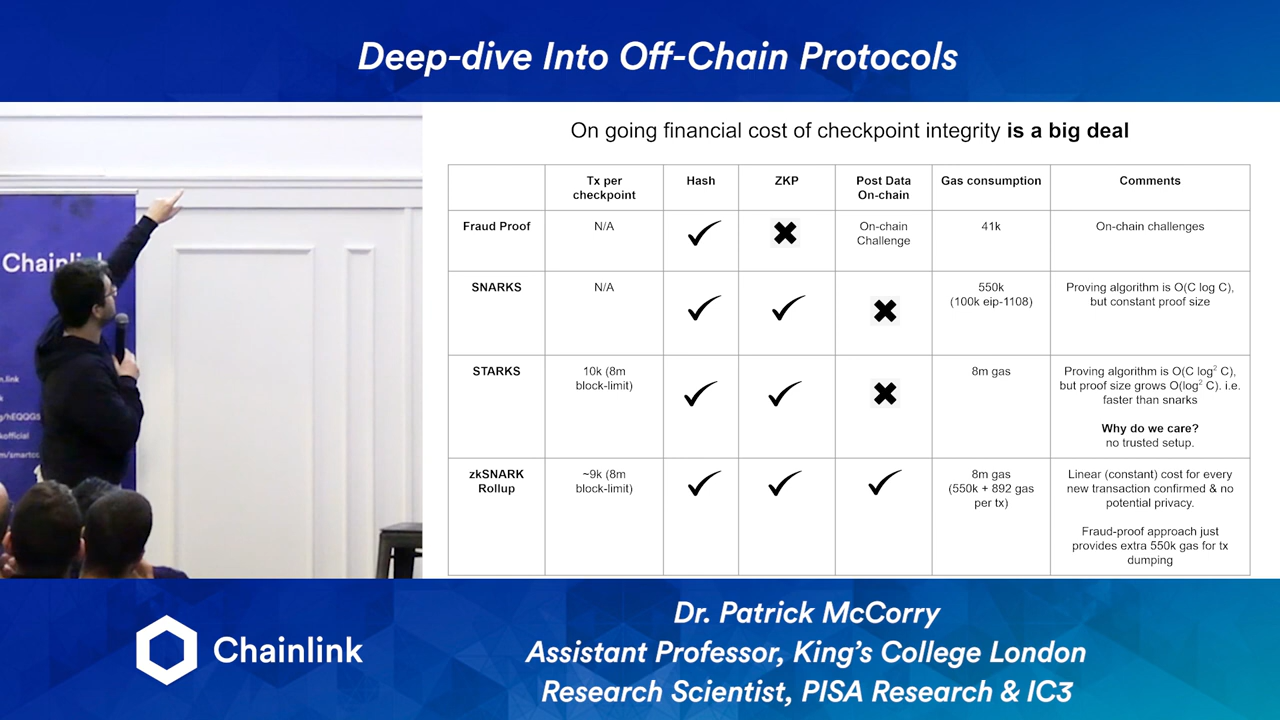 Deep-dive Into Off-Chain Protocols
On going financial cost of checkpoint integrity is a big deal
Tx per
checkpoint
Hash
ZKP
Post Data
On-chain
Gas consumption
Comments
Fraud Proof
N/A
✓
✖
On-chain
Challenge
41k
On-chain challenges
SNARKS
N/A
✓
✓
✖
550k
(100k eip-1108)
Proving algorithm is O(C log C),
but constant proof size
STARKS
10k (8m
block-limit)
✓
✓
✖
8m gas
Proving algorithm is O(C log² C),
but proof size grows O(log² C). i.e.
faster than snarks
Why do we care?
no trusted setup.
zkSNARK
Rollup
~9k (8m
block-limit)
✓
✓
✓
8m gas
(550k + 892 gas
per tx)
Linear (constant) cost for every
new transaction confirmed & no
potential privacy.
Fraud-proof approach just
provides extra 550k gas for tx
dumping
Chainlink
n.link
k
g/hEQQGS
kofficial
m/smartcc
Chainlink
Dr. Patrick McCorry
Assistant Professor, King's College London
Research Scientist, PISA Research & IC3